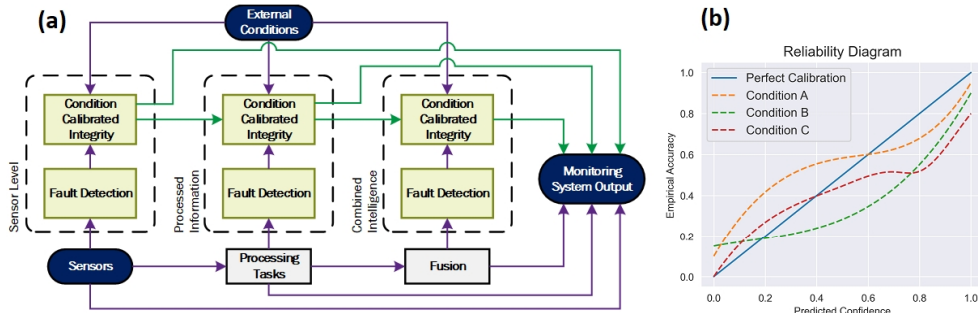 (a)
External
Conditions
Sensor Level
Condition
Calibrated
Integrity
Fault Detection
Processed
Information
Condition
Calibrated
Integrity
Fault Detection
Combined
Intelligence
Condition
Calibrated
Integrity
Fault Detection
Monitoring
System Output
Sensors
Processing
Tasks
Fusion
(b)
Reliability Diagram
Perfect Calibration
Condition A
Condition B
Condition C
Empirical Accuracy
1.0
0.8
0.6
0.4
0.2
0.0
0.0 0.2 0.4 0.6 0.8 1.0
Predicted Confidence